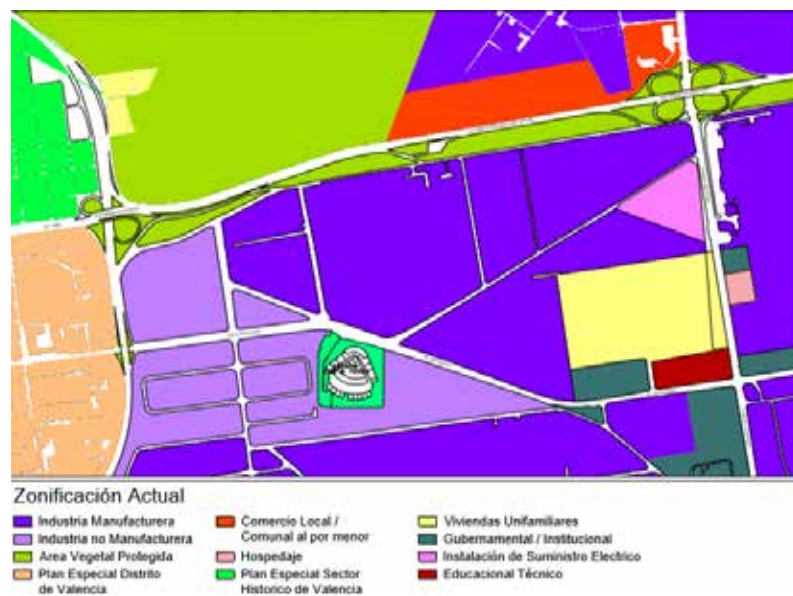 Zonificación Actual
Industria Manufacturera
Industria no Manufacturera
Area Vegetal Protegida
Plan Especial Distrito
de Valencia
Comercio Local /
Comunal al por menor
Hospedaje
Plan Especial Sector
Historico de Valencia
Viviendas Unifamiliares
Gubernamental / Institucional
Instalación de Suministro Electrico
Educacional Técnico